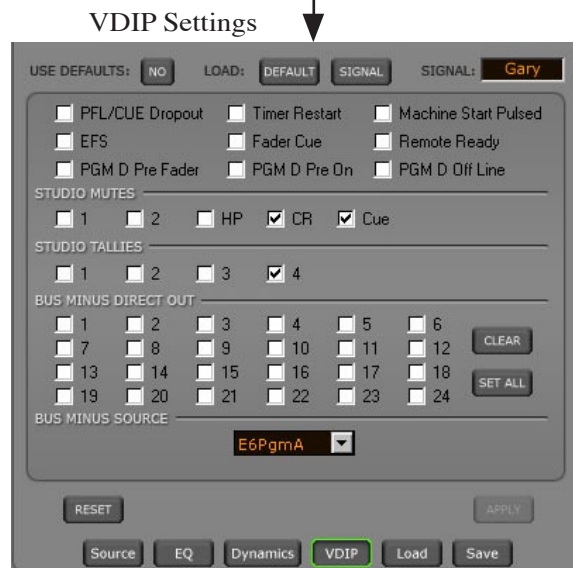 VDIP Settings
USE DEFAULTS: NO LOAD: DEFAULT SIGNAL SIGNAL: Gary
PFL/CUE Dropout Timer Restart Machine Start Pulsed
EFS Fader Cue Remote Ready
PGM D Pre Fader PGM D Pre On PGM D Off Line
STUDIO MUTES
1 2 HP CR Cue
STUDIO TALLIES
1 2 3 4
BUS MINUS DIRECT OUT
1 2 3 4 5 6
7 8 9 10 11 12 CLEAR
13 14 15 16 17 18
19 20 21 22 23 24 SET ALL
BUS MINUS SOURCE
E6PgmA
RESET APPLY
Source EQ Dynamics VDIP Load Save